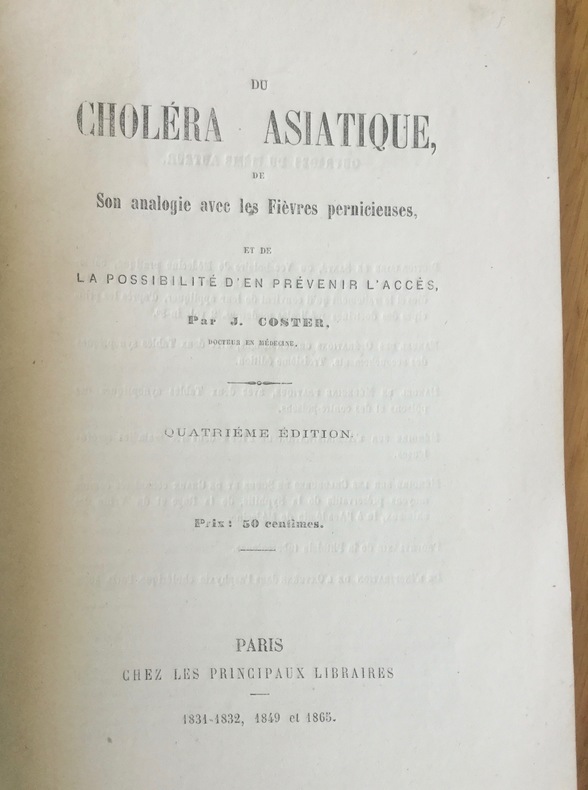 DU
CHOLÉRA ASIATIQUE,
DE
Son analogie avec les Fièvres pernicieuses,
ET DE
LA POSSIBILITÉ D'EN PRÉVENIR L'ACCÈS,
Par J. COSTER,
DOCTEUR EN MÉDECINE.
QUATRIÈME ÉDITION.
Prix : 50 centimes.
PARIS
CHEZ LES PRINCIPAUX LIBRAIRES
1831-1832, 1849 et 1865.